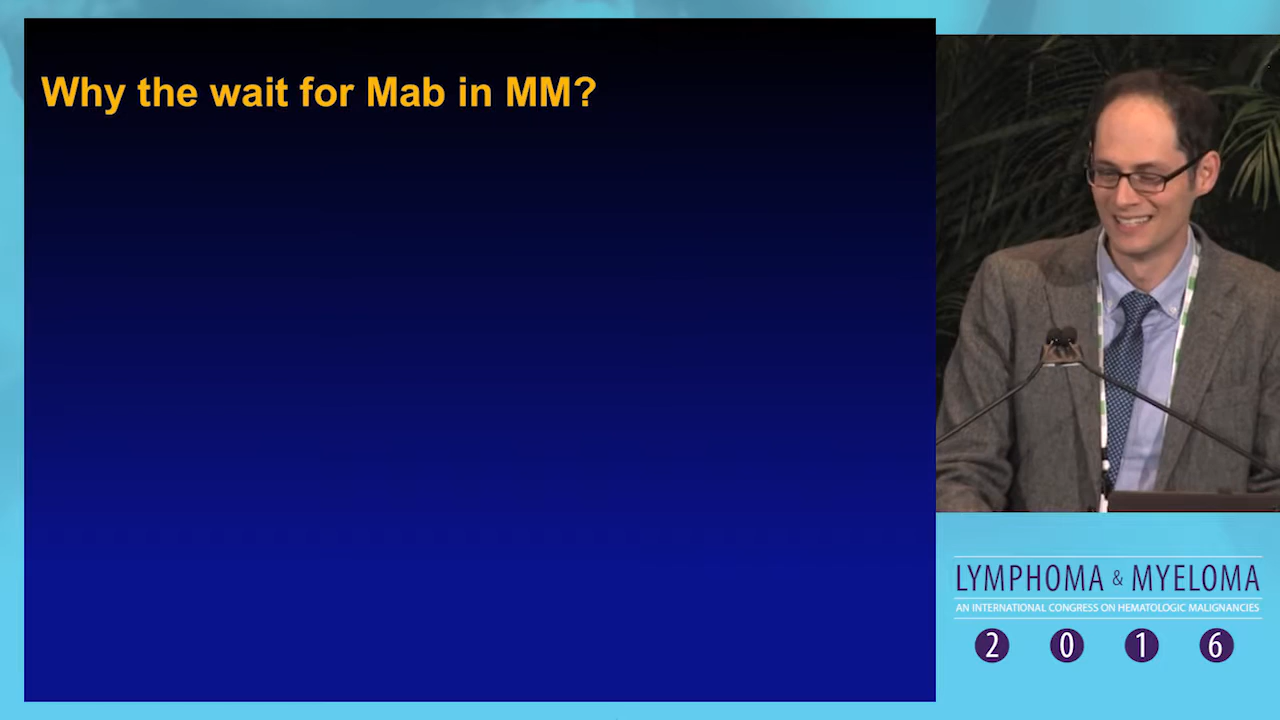 Why the wait for Mab in MM?
LYMPHOMA & MYELOMA
AN INTERNATIONAL CONGRESS ON HEMATOLOGIC MALIGNANCIES
2 0 1 6